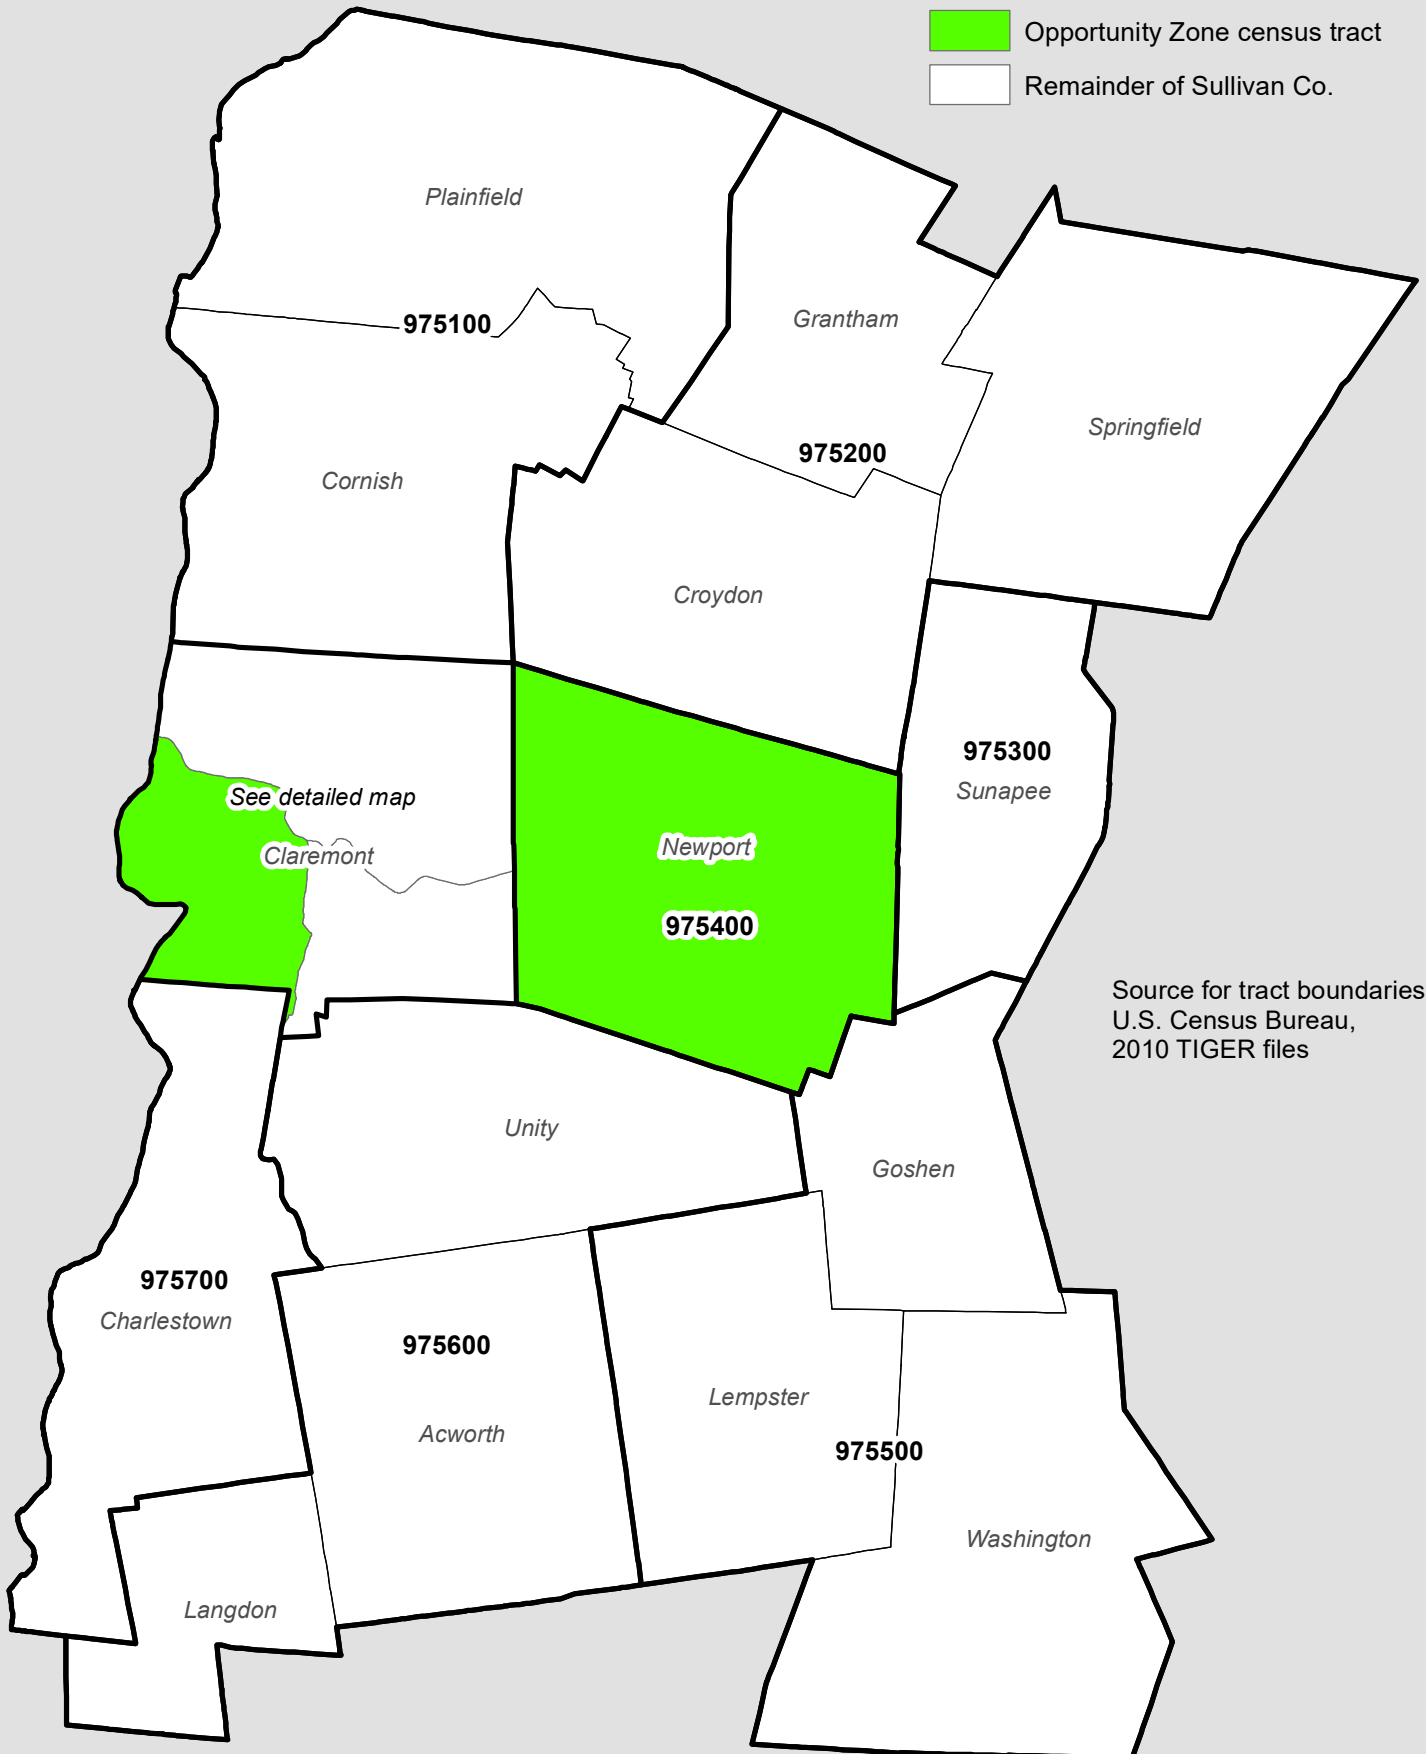 Opportunity Zone census tract
Remainder of Sullivan Co.
Plainfield
975100
Grantham
Springfield
975200
Cornish
Croydon
975300
Sunapee
See detailed map
Claremont
Newport
975400
Source for tract boundaries
U.S. Census Bureau,
2010 TIGER files
Unity
Goshen
975700
Charlestown
975600
Lempster
Acworth
975500
Washington
Langdon